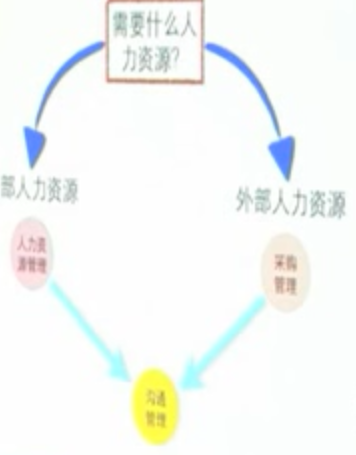 需要什么人
力资源?
部人力资源
外部人力资源
人力资
源管理
采购
管理
沟通
管理